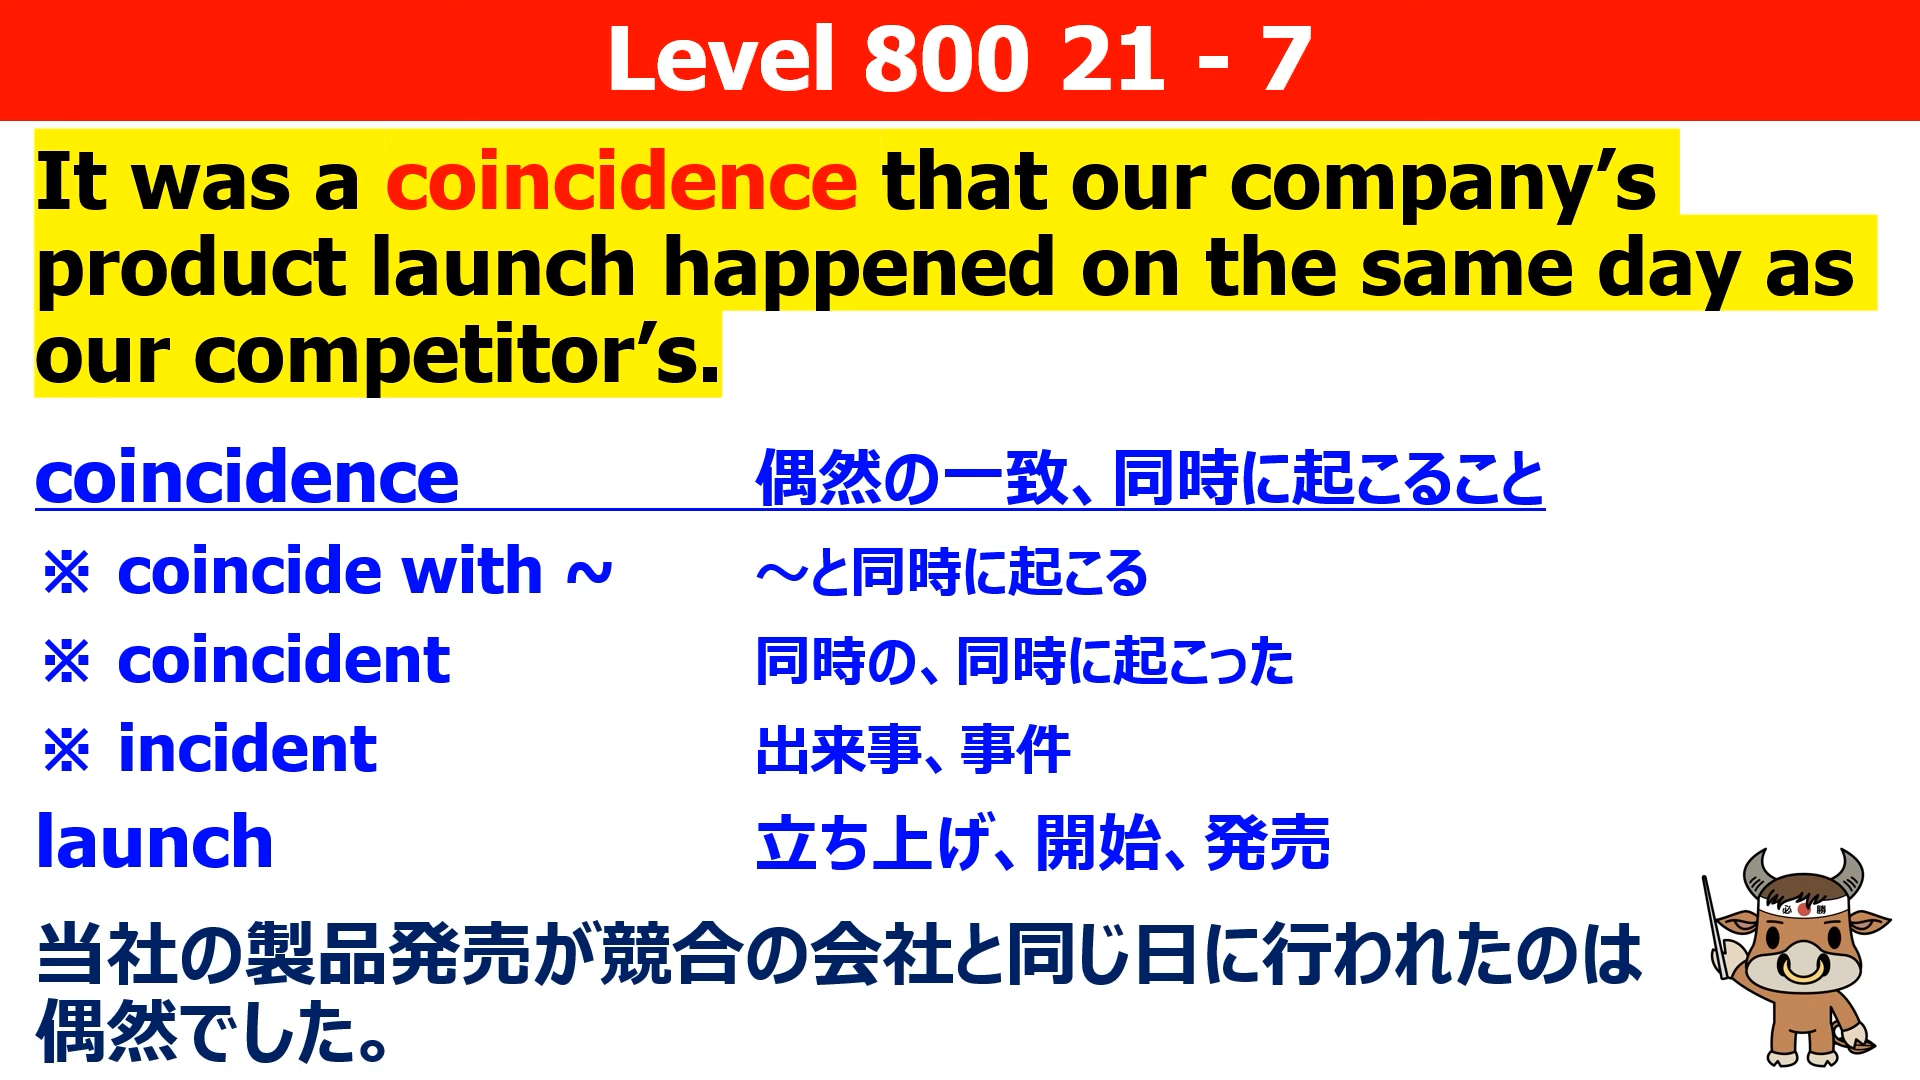 Level 800 21 - 7
It was a coincidence that our company’s
product launch happened on the same day as
our competitor’s.
coincidence 偶然の一致、同時に起こること
※ coincide with ~ ～と同時に起こる
※ coincident 同時の、同時に起こった
※ incident 出来事、事件
launch 立ち上げ、開始、発売
必 勝
当社の製品発売が競合の会社と同じ日に行われたのは
偶然でした。